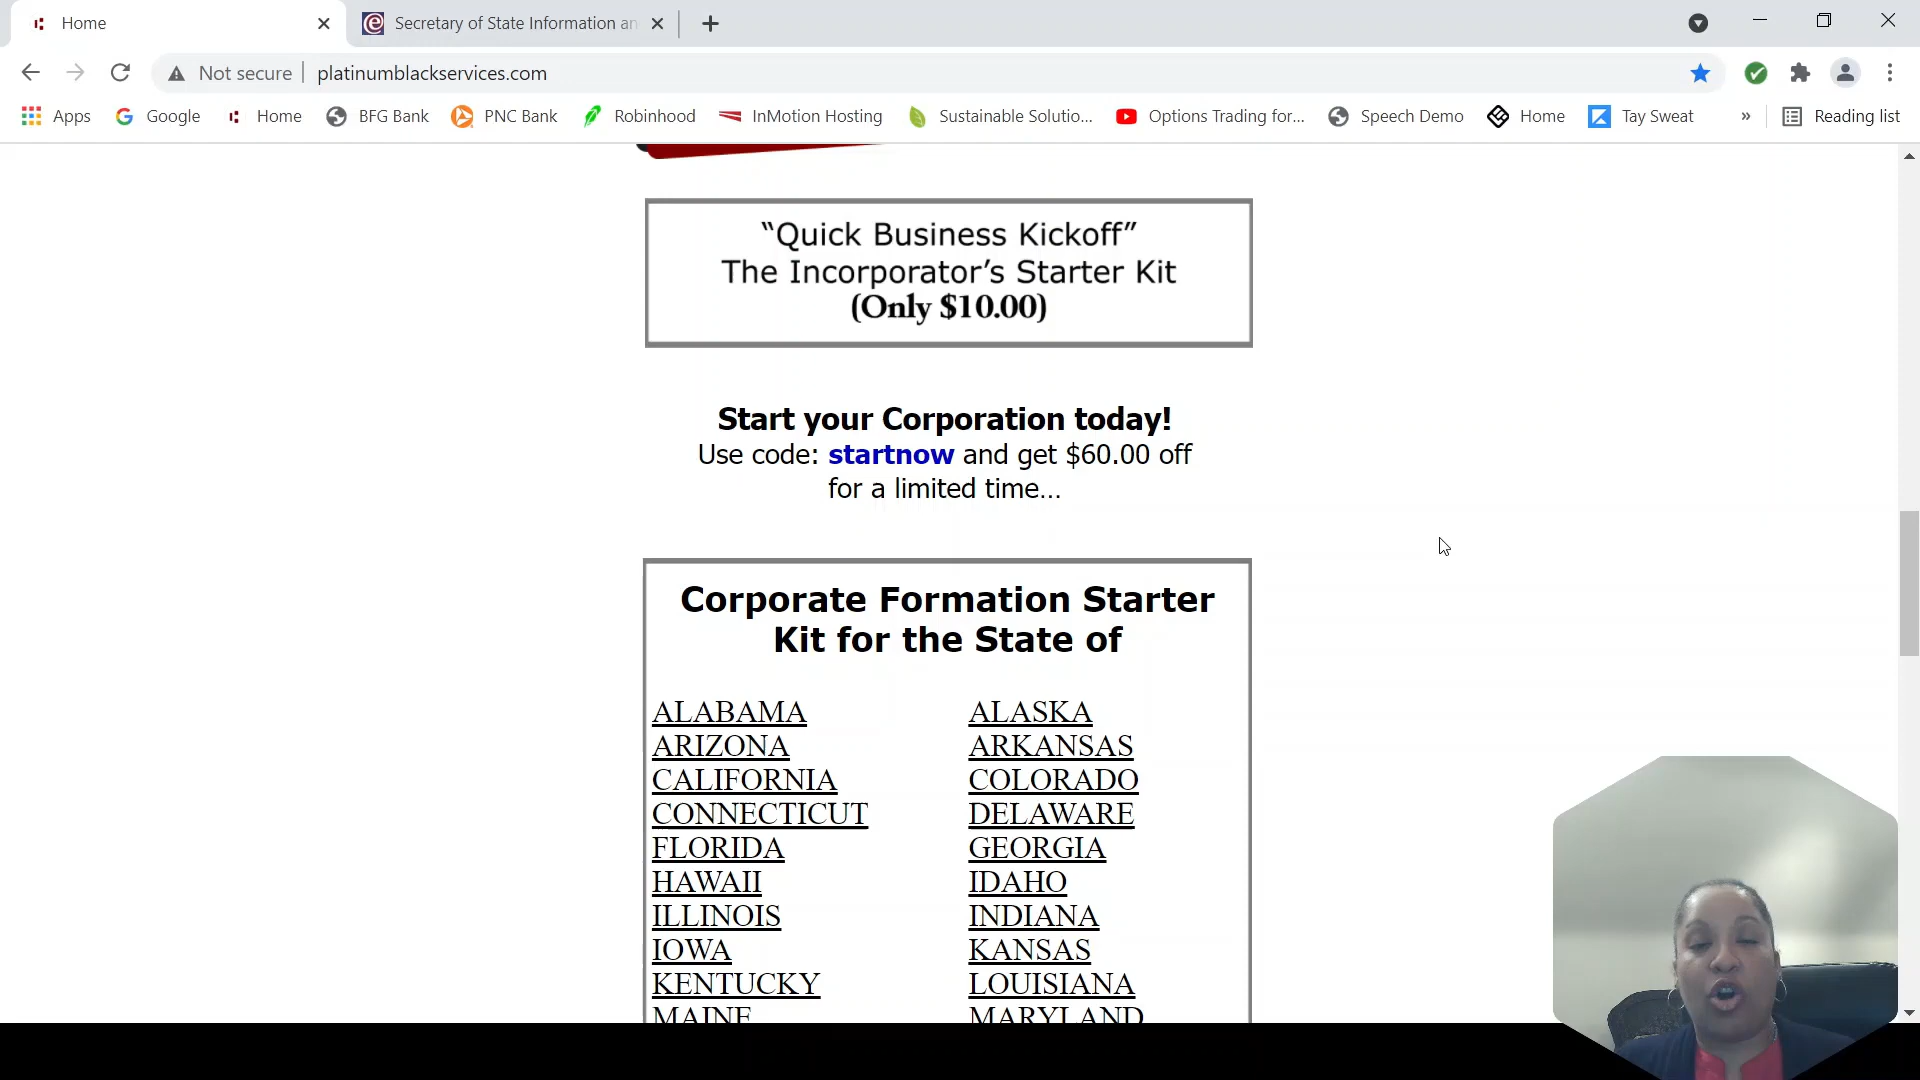 Home
Secretary of State Information an
Not secure
platinumblackservices.com
Apps
Google
Home
BFG Bank
PNC Bank
Robinhood
InMotion Hosting
Sustainable Solutio...
Options Trading for...
Speech Demo
Home
Tay Sweat
»
Reading list
“Quick Business Kickoff”
The Incorporator’s Starter Kit
(Only $10.00)
Start your Corporation today!
Use code: startnow and get $60.00 off
for a limited time...
Corporate Formation Starter
Kit for the State of
ALABAMA
ALASKA
ARIZONA
ARKANSAS
CALIFORNIA
COLORADO
CONNECTICUT
DELAWARE
FLORIDA
GEORGIA
HAWAII
IDAHO
ILLINOIS
INDIANA
IOWA
KANSAS
KENTUCKY
LOUISIANA
MAINE
MARYLAND